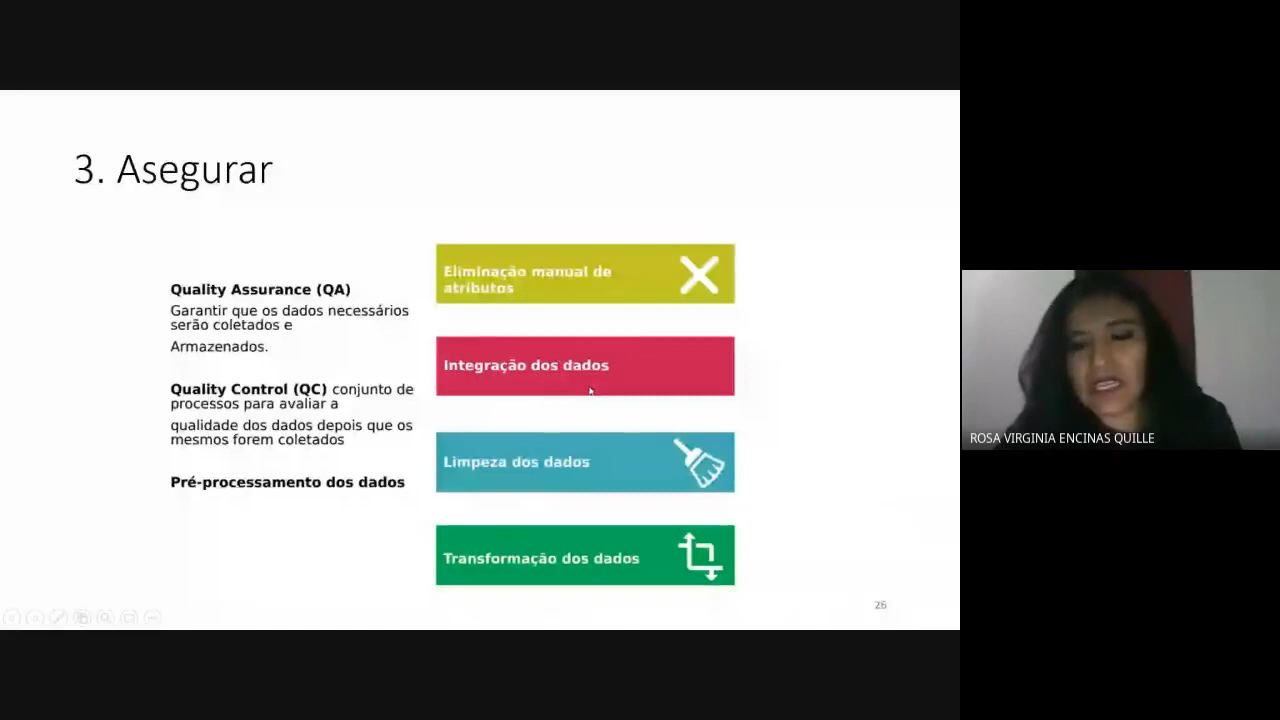 3. Asegurar
Quality Assurance (QA)
Garantir que os dados necessários
serão coletados e
Armazenados.
Quality Control (QC) conjunto de
processos para avaliar a
qualidade dos dados depois que os
mesmos forem coletados
Pré-processamento dos dados
Eliminação manual de
atributos
Integração dos dados
Limpeza dos dados
Transformação dos dados
26
ROSA VIRGINIA ENCINAS QUILLE